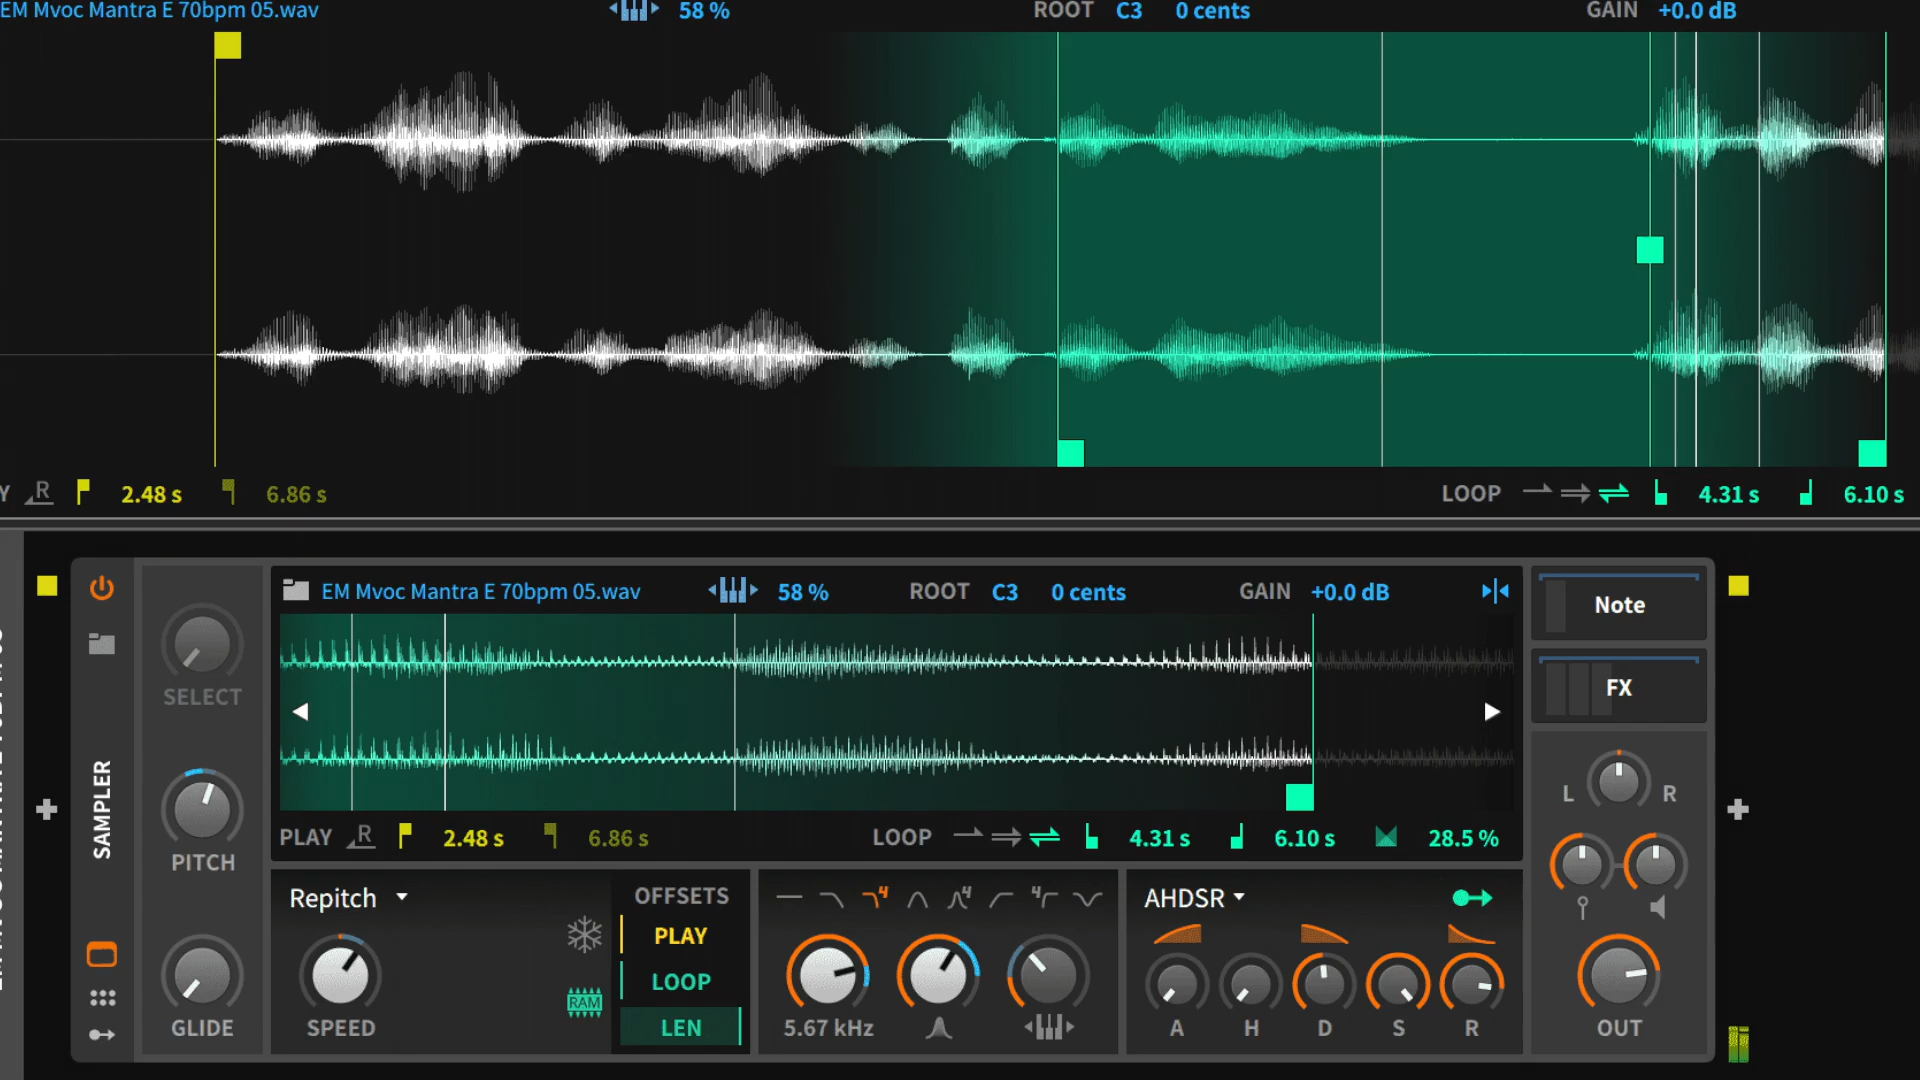 EM Mvoc Mantra E 70bpm 05.wav 58 % ROOT C3 0 cents GAIN +0.0 dB
Y R 2.48 s 6.86 s LOOP 4.31 s 6.10 s
EM Mvoc Mantra E 70bpm 05.wav 58 % ROOT C3 0 cents GAIN +0.0 dB
Note
FX
SELECT
PITCH
GLIDE
SAMPLER
PLAY R 2.48 s 6.86 s LOOP 4.31 s 6.10 s 28.5 %
L R
Repitch
SPEED
RAM
OFFSETS
PLAY
LOOP
LEN
4 4 4
5.67 kHz
AHDSR
A H D S R
OUT